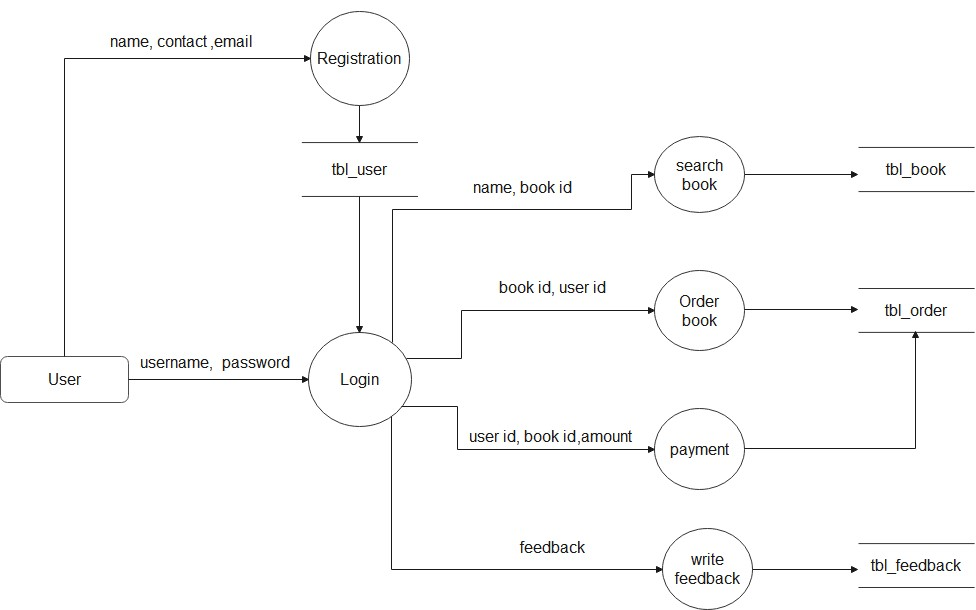 name, contact ,email
Registration
tbl_user
search
book
tbl_book
name, book id
book id, user id
Order
book
tbl_order
username,  password
User
Login
user id, book id,amount
payment
feedback
write
feedback
tbl_feedback